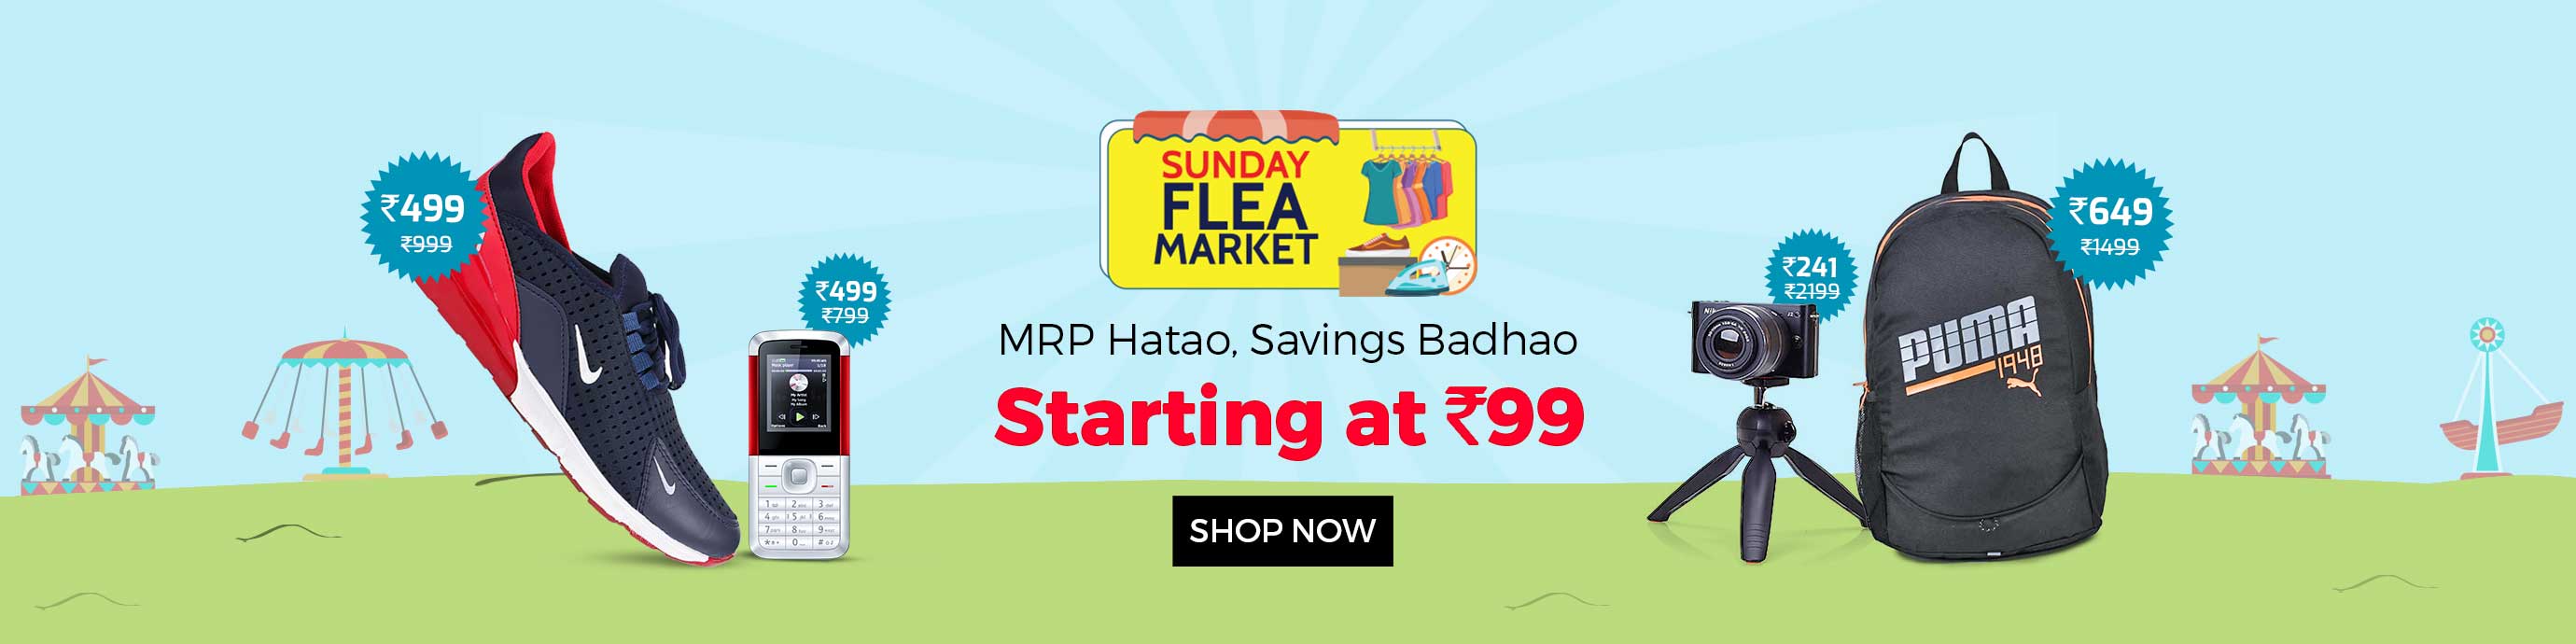 SUNDAY
FLEA
MARKET
MRP Hatao, Savings Badhao
Starting at ₹99
SHOP NOW
₹499
₹999
₹499
₹799
₹241
₹2199
₹649
₹1499
PUMA
1948